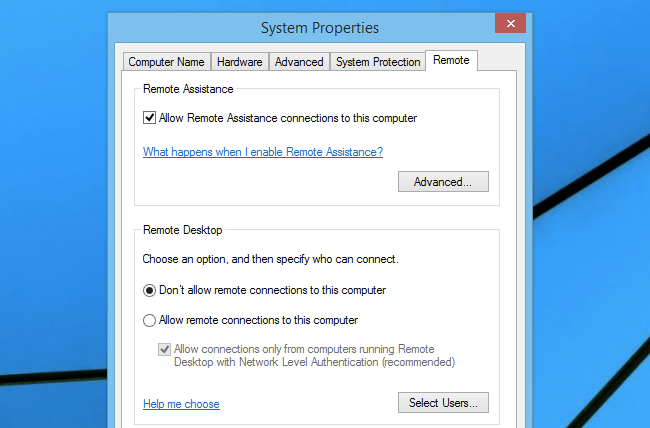 System Properties
Computer Name Hardware Advanced System Protection Remote
Remote Assistance
Allow Remote Assistance connections to this computer
What happens when I enable Remote Assistance?
Advanced...
Remote Desktop
Choose an option, and then specify who can connect.
Don't allow remote connections to this computer
Allow remote connections to this computer
Allow connections only from computers running Remote
Desktop with Network Level Authentication (recommended)
Help me choose
Select Users...